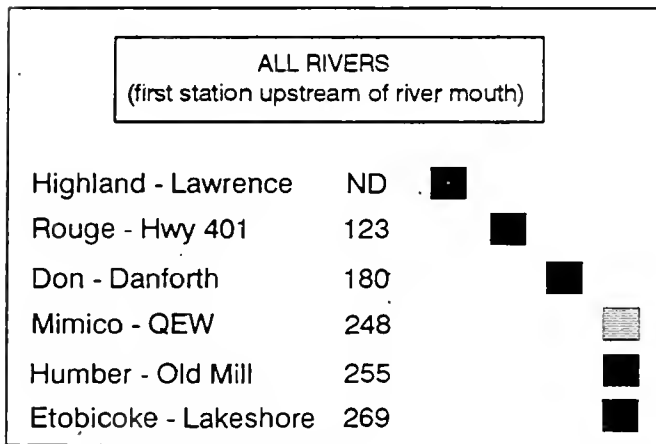 ALL RIVERS
(first station upstream of river mouth)
Highland - Lawrence ND
Rouge - Hwy 401 123
Don - Danforth 180
Mimico - QEW 248
Humber - Old Mill 255
Etobicoke - Lakeshore 269